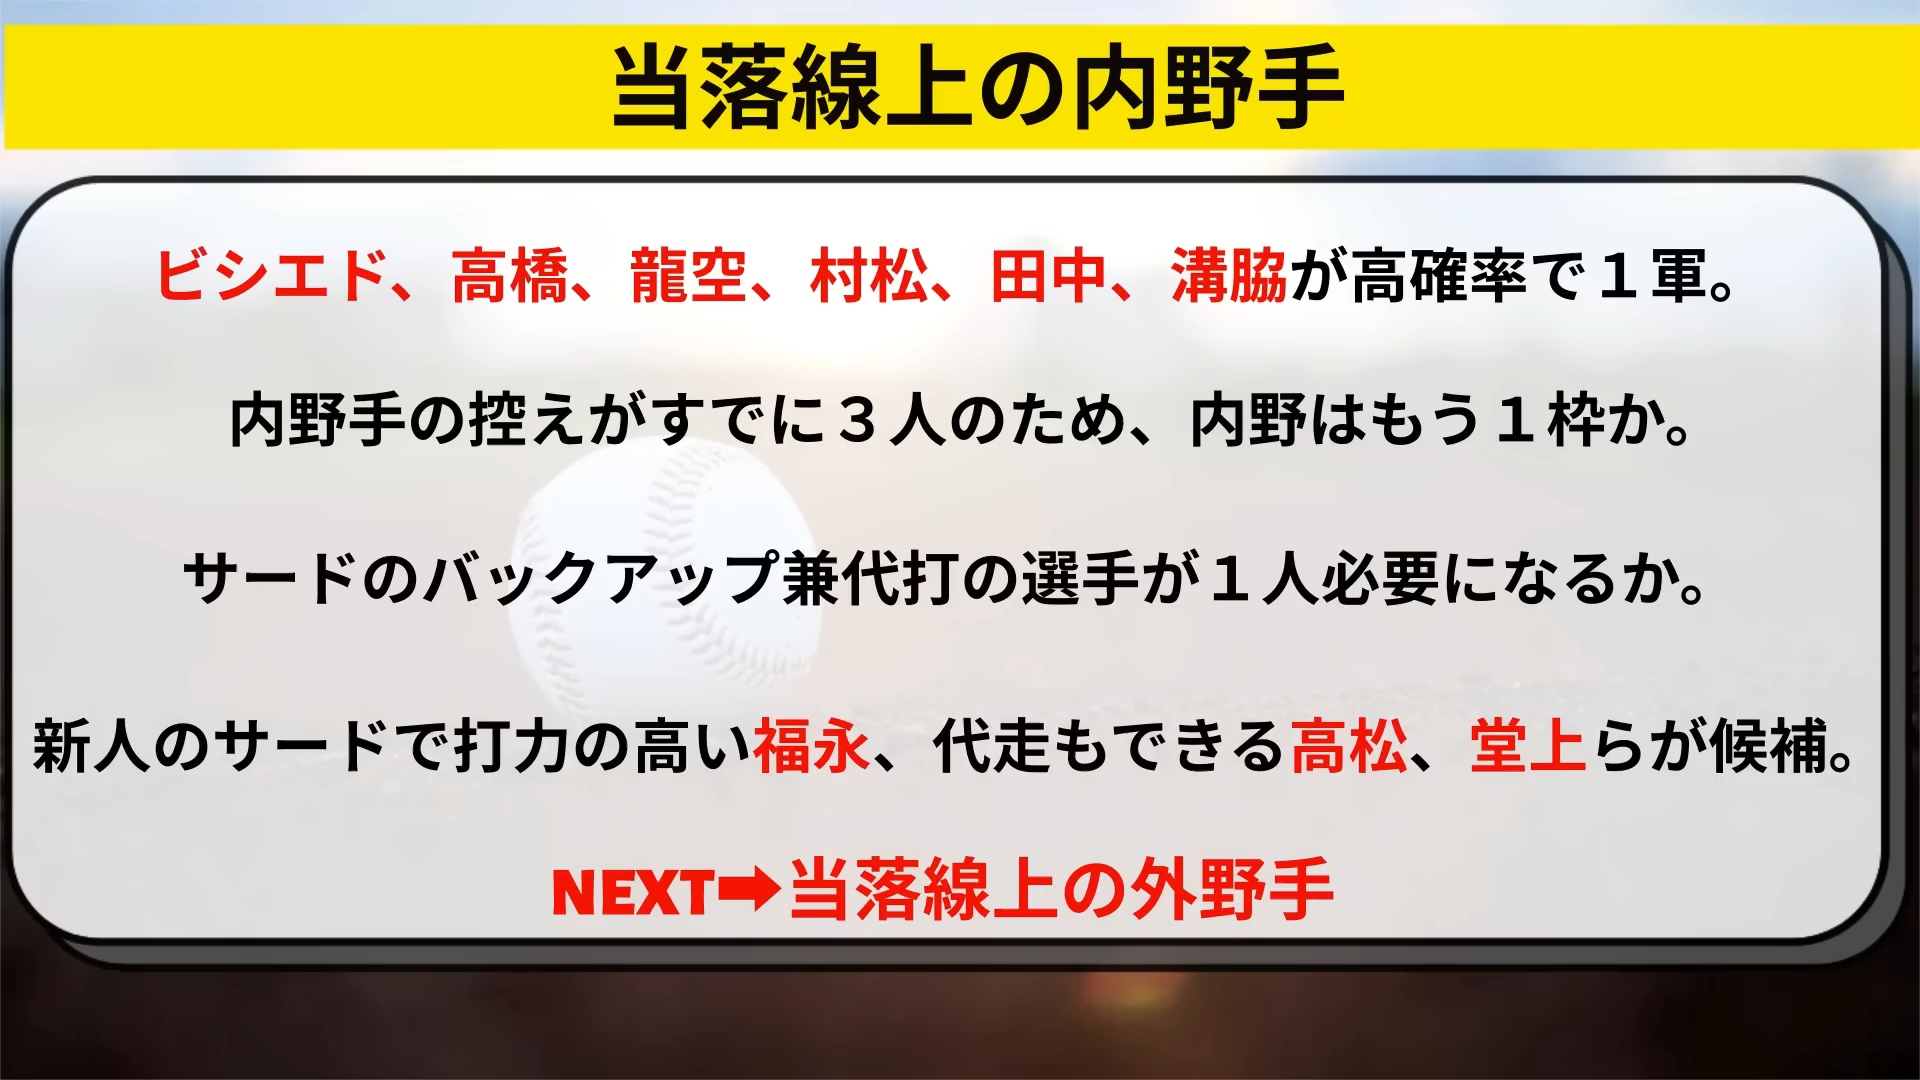 当落線上の内野手
ビシエド、高橋、龍空、村松、田中、溝脇が高確率で１軍。
内野手の控えがすでに３人のため、内野はもう１枠か。
サードのバックアップ兼代打の選手が１人必要になるか。
新人のサードで打力の高い福永、代走もできる高松、堂上らが候補。
NEXT➡当落線上の外野手